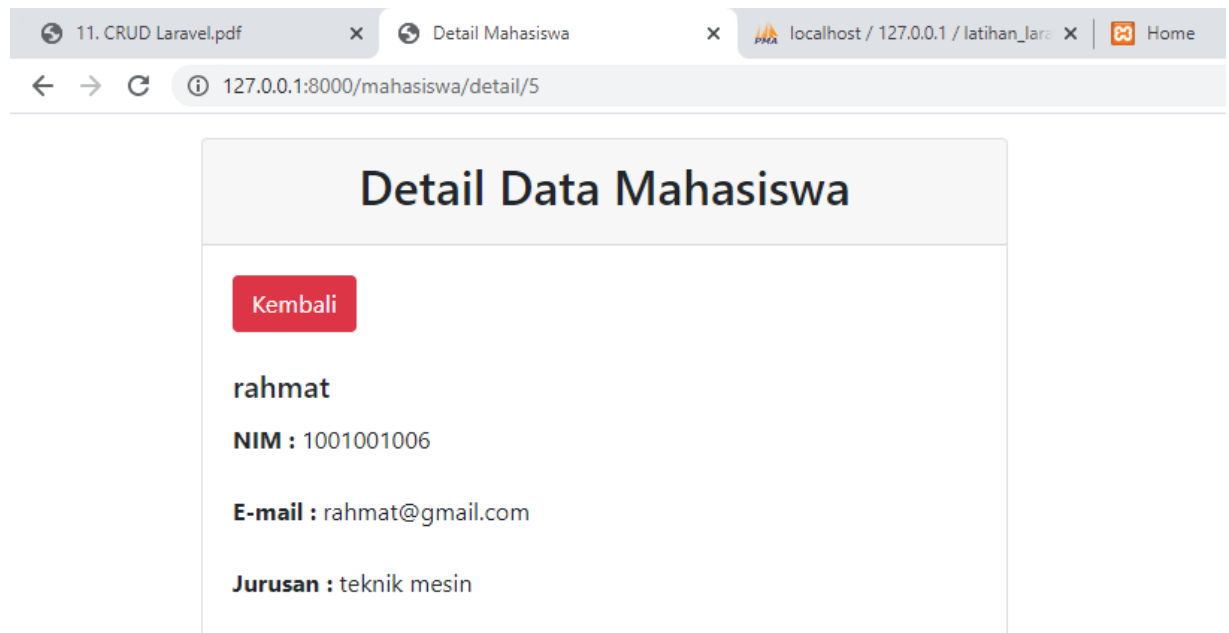 11. CRUD Laravel.pdf
Detail Mahasiswa
localhost / 127.0.0.1 / latihan_lara
Home
127.0.0.1:8000/mahasiswa/detail/5
Detail Data Mahasiswa
Kembali
rahmat
NIM : 1001001006
E-mail : rahmat@gmail.com
Jurusan : teknik mesin